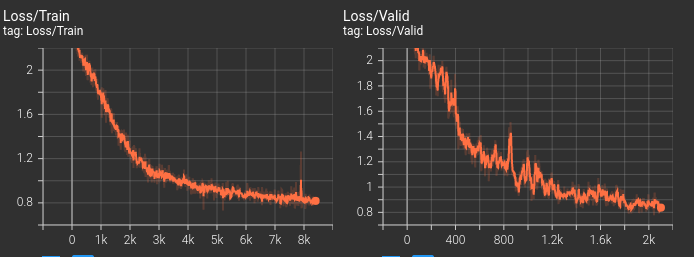 Loss/Train
tag: Loss/Train
2
1.6
1.2
0.8
0 1k 2k 3k 4k 5k 6k 7k 8k
Loss/Valid
tag: Loss/Valid
2
1.8
1.6
1.4
1.2
1
0.8
0 400 800 1.2k 1.6k 2k